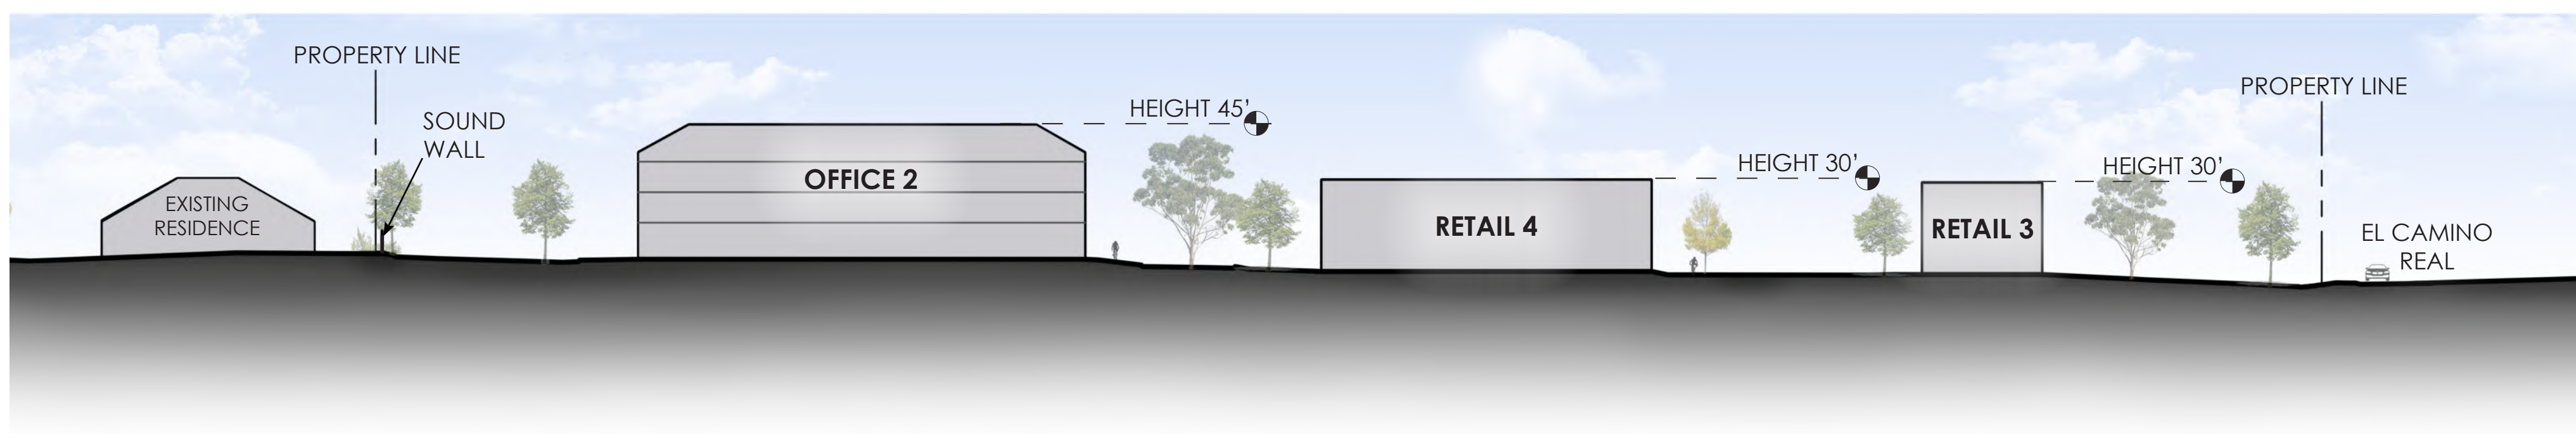 PROPERTY LINE
SOUND
WALL
EXISTING
RESIDENCE
OFFICE 2
HEIGHT 45’
RETAIL 4
HEIGHT 30’
RETAIL 3
HEIGHT 30’
PROPERTY LINE
EL CAMINO
REAL